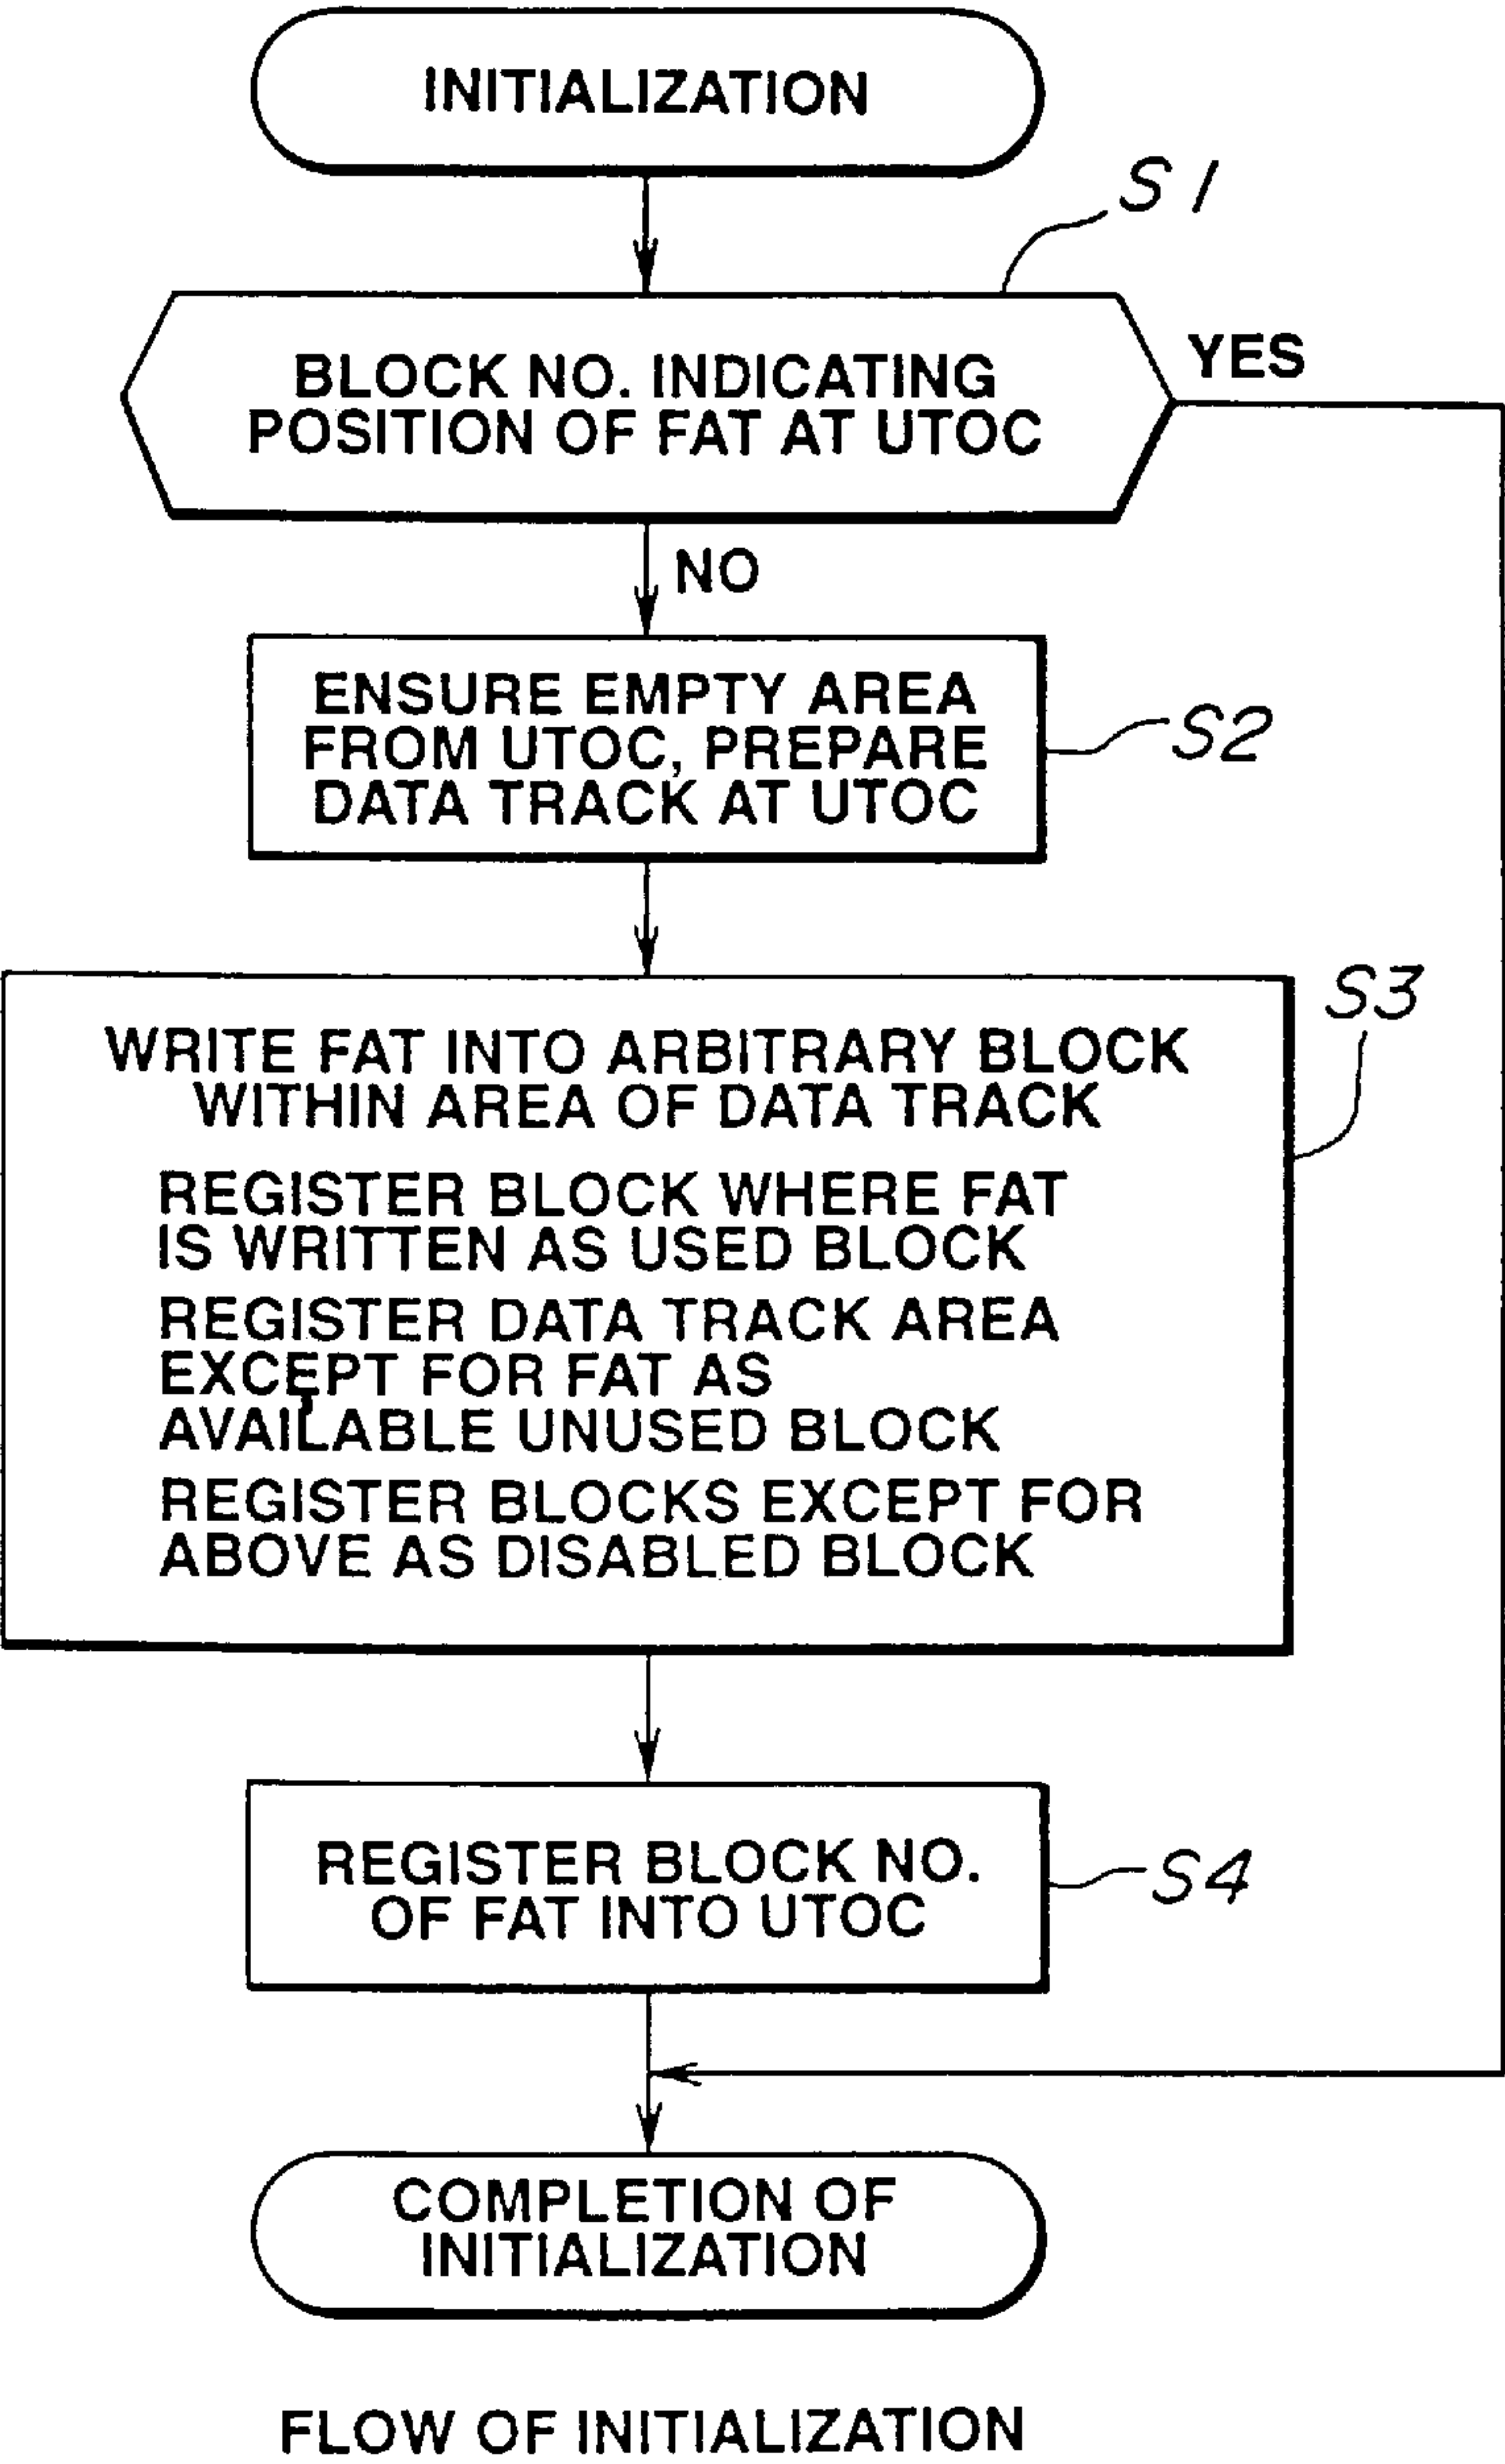 INITIALIZATION
S1
BLOCK NO. INDICATING
POSITION OF FAT AT UTOC
YES
NO
ENSURE EMPTY AREA
FROM UTOC, PREPARE
DATA TRACK AT UTOC
S2
S3
WRITE FAT INTO ARBITRARY BLOCK
WITHIN AREA OF DATA TRACK
REGISTER BLOCK WHERE FAT
IS WRITTEN AS USED BLOCK
REGISTER DATA TRACK AREA
EXCEPT FOR FAT AS
AVAILABLE UNUSED BLOCK
REGISTER BLOCKS EXCEPT FOR
ABOVE AS DISABLED BLOCK
REGISTER BLOCK NO.
OF FAT INTO UTOC
S4
COMPLETION OF
INITIALIZATION
FLOW OF INITIALIZATION